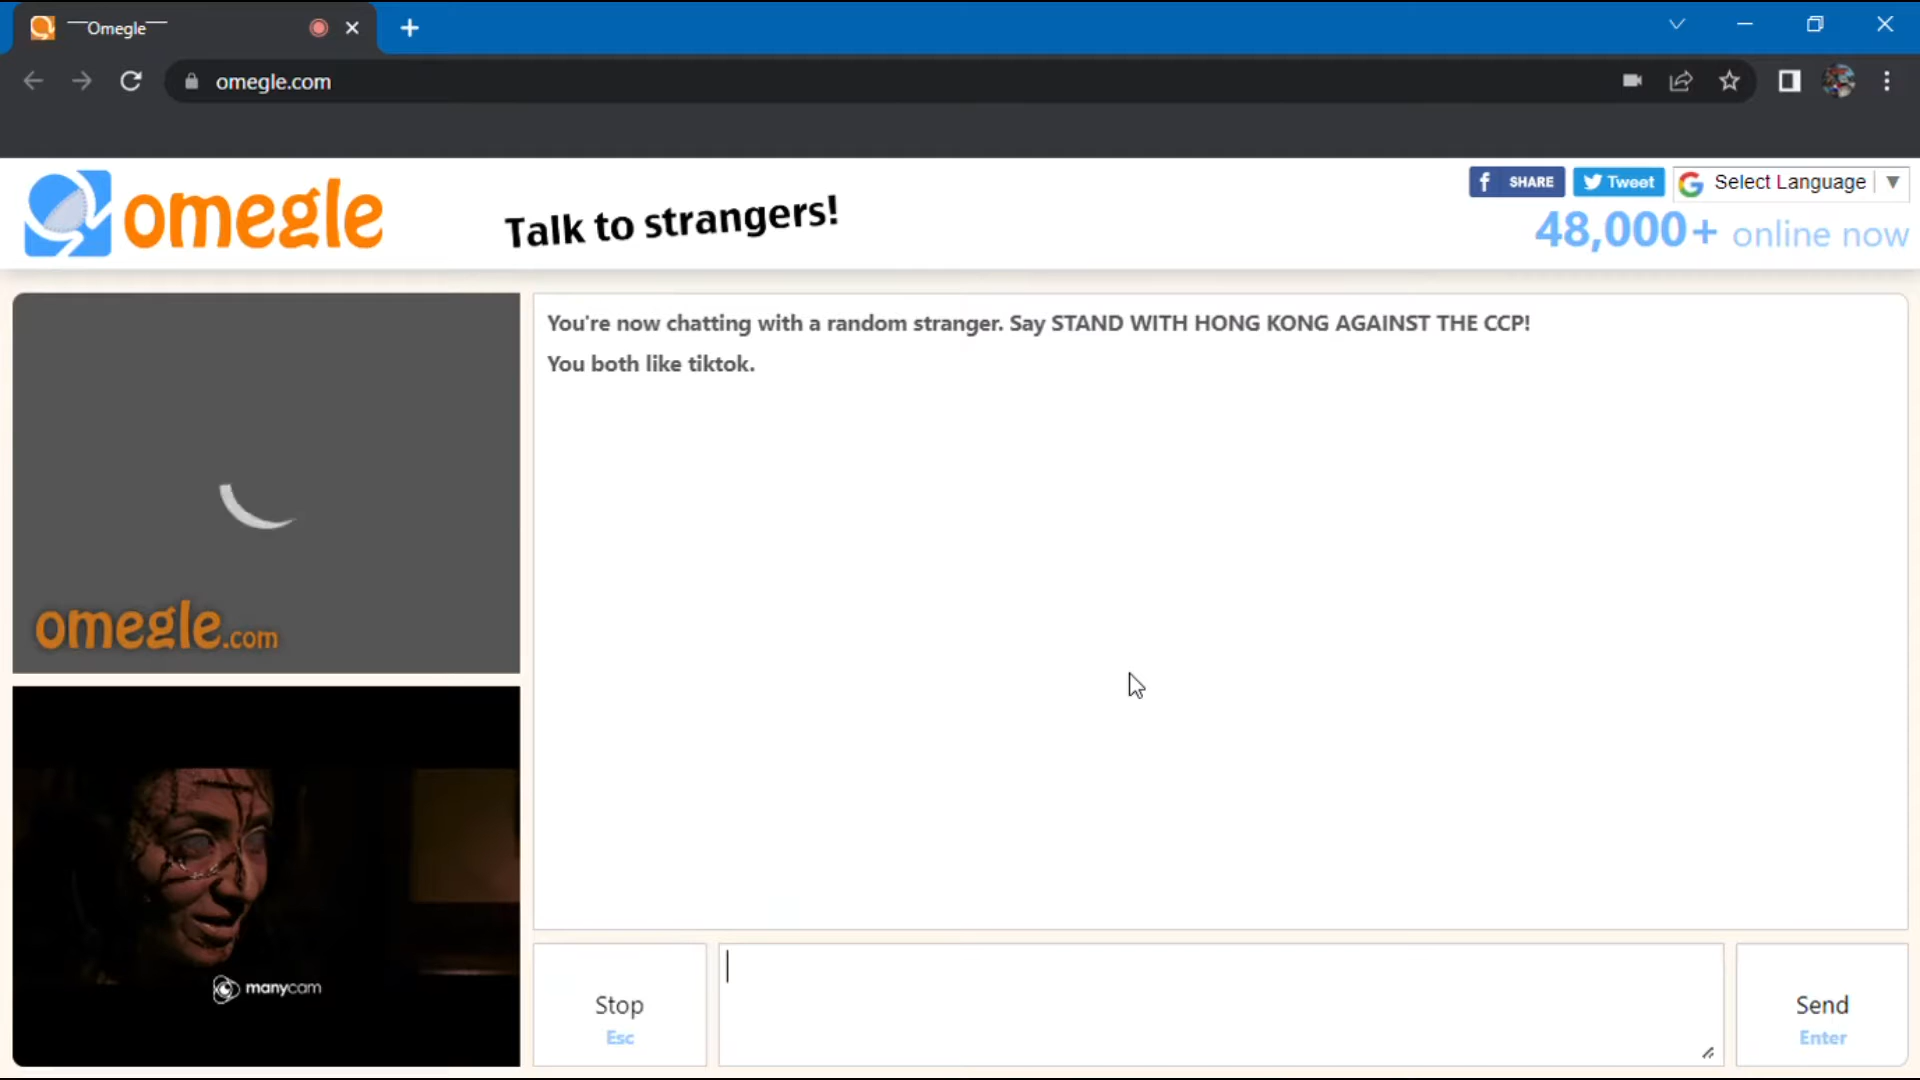 Omegle
omegle.com
omegle
Talk to strangers!
SHARE
Tweet
Select Language
48,000+ online now
You're now chatting with a random stranger. Say STAND WITH HONG KONG AGAINST THE CCP!
You both like tiktok.
omegle.com
manycam
Stop
Esc
Send
Enter